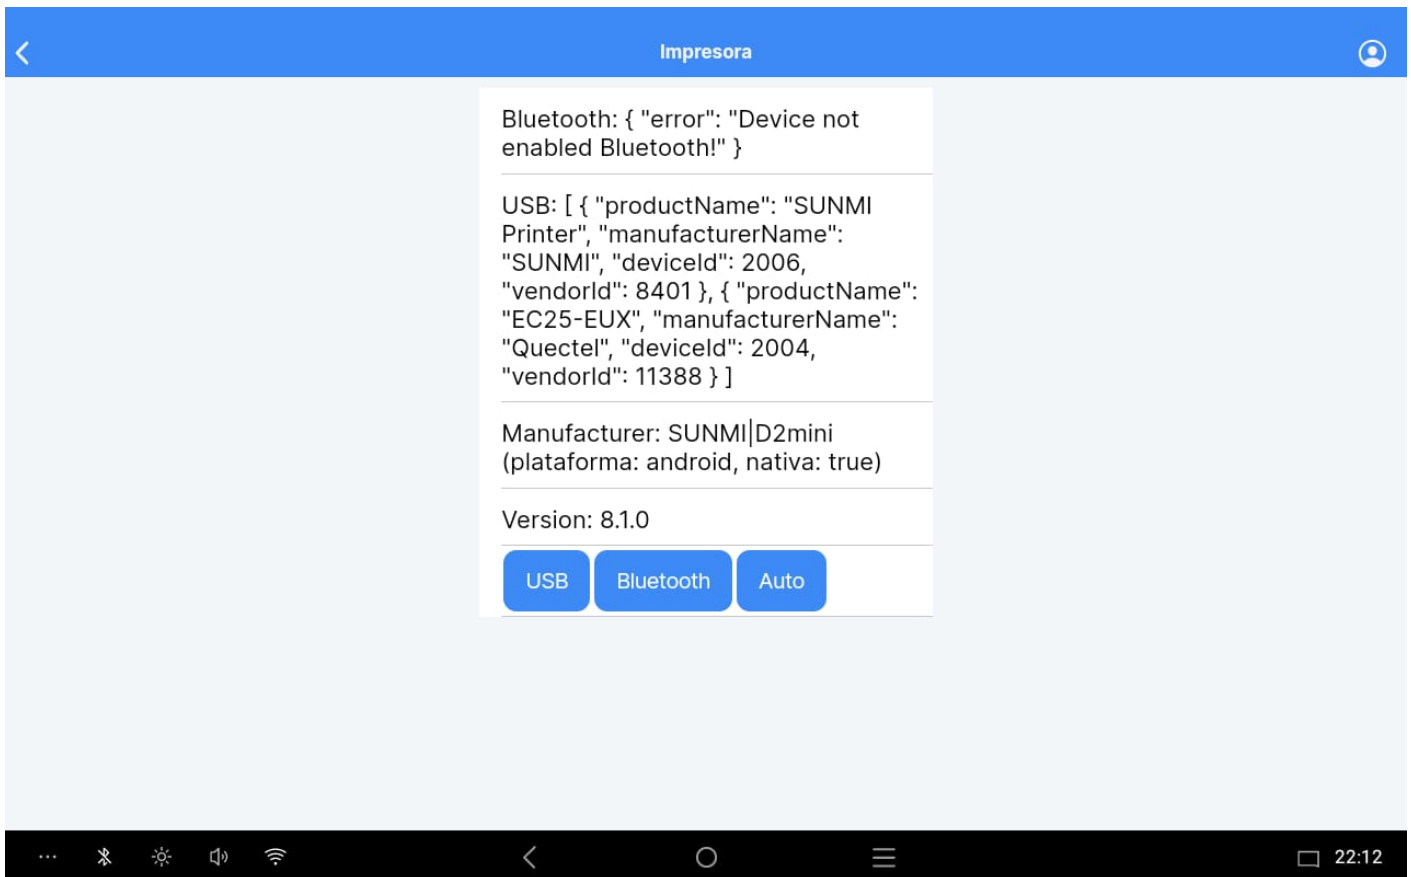 Impresora
Bluetooth: { "error": "Device not
enabled Bluetooth!" }
USB: [ { "productName": "SUNMI
Printer", "manufacturerName":
"SUNMI", "deviceId": 2006,
"vendorId": 8401 }, { "productName":
"EC25-EUX", "manufacturerName":
"Quectel", "deviceId": 2004,
"vendorId": 11388 } ]
Manufacturer: SUNMI|D2mini
(plataforma: android, nativa: true)
Version: 8.1.0
USB Bluetooth Auto
22:12